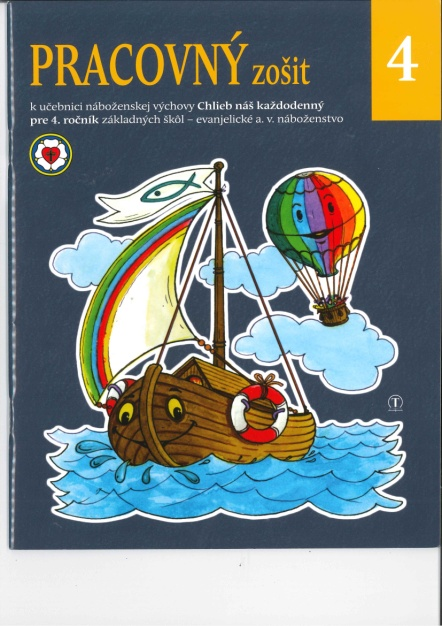 PRACOVNÝ zošit
4
k učebnici náboženskej výchovy Chlieb náš každodenný
pre 4. ročník základných škôl – evanjelické a. v. náboženstvo
T